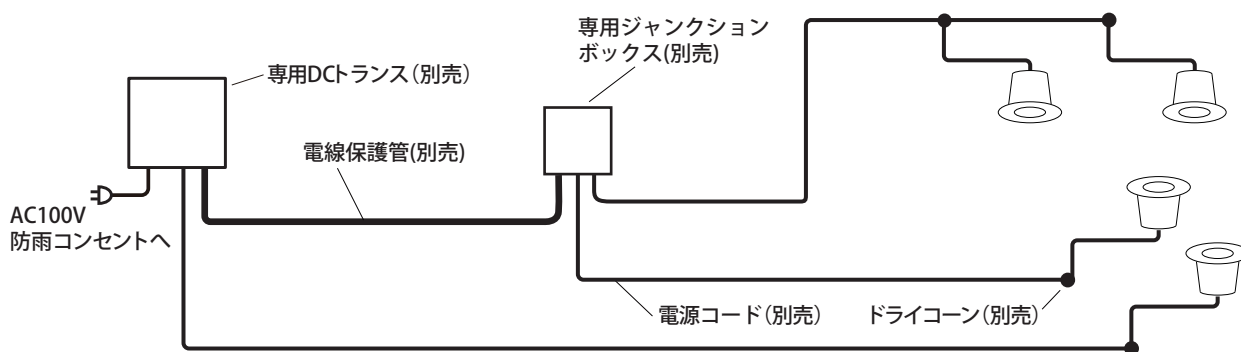 専用ジャンクション
ボックス(別売)
専用DCトランス（別売）
電線保護管(別売)
AC100V
防雨コンセントへ
電源コード（別売）
ドライコーン（別売）